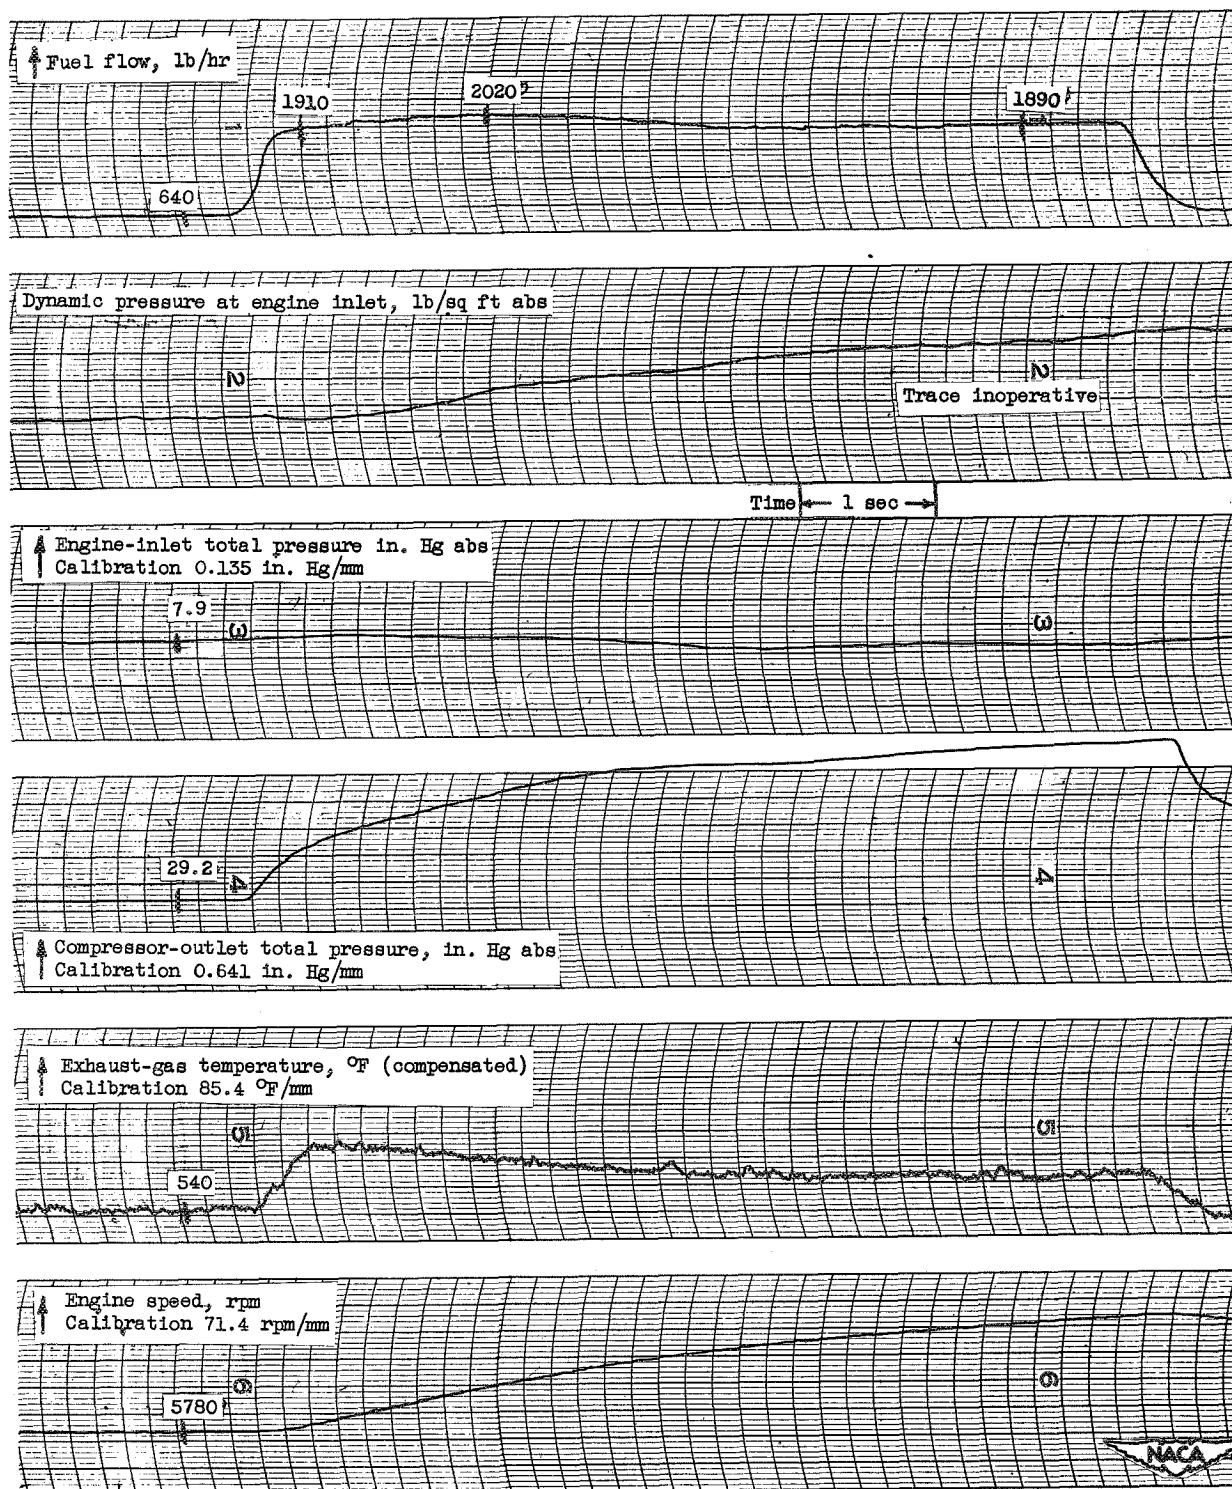 Fuel flow, lb/hr
1910
2020
1890
1
640
Dynamic pressure at engine inlet, lb/sq ft abs
2
2
Trace inoperative
Time 1 sec
Engine-inlet total pressure in. Hg abs
Calibration 0.135 in. Hg/mm
7.9
3
3
29.2
4
4
Compressor-outlet total pressure, in. Hg abs
Calibration 0.641 in. Hg/mm
Exhaust-gas temperature, °F (compensated)
Calibration 85.4 °F/mm
5
5
540
Engine speed, rpm
Calibration 71.4 rpm/mm
6
6
5780
NACA